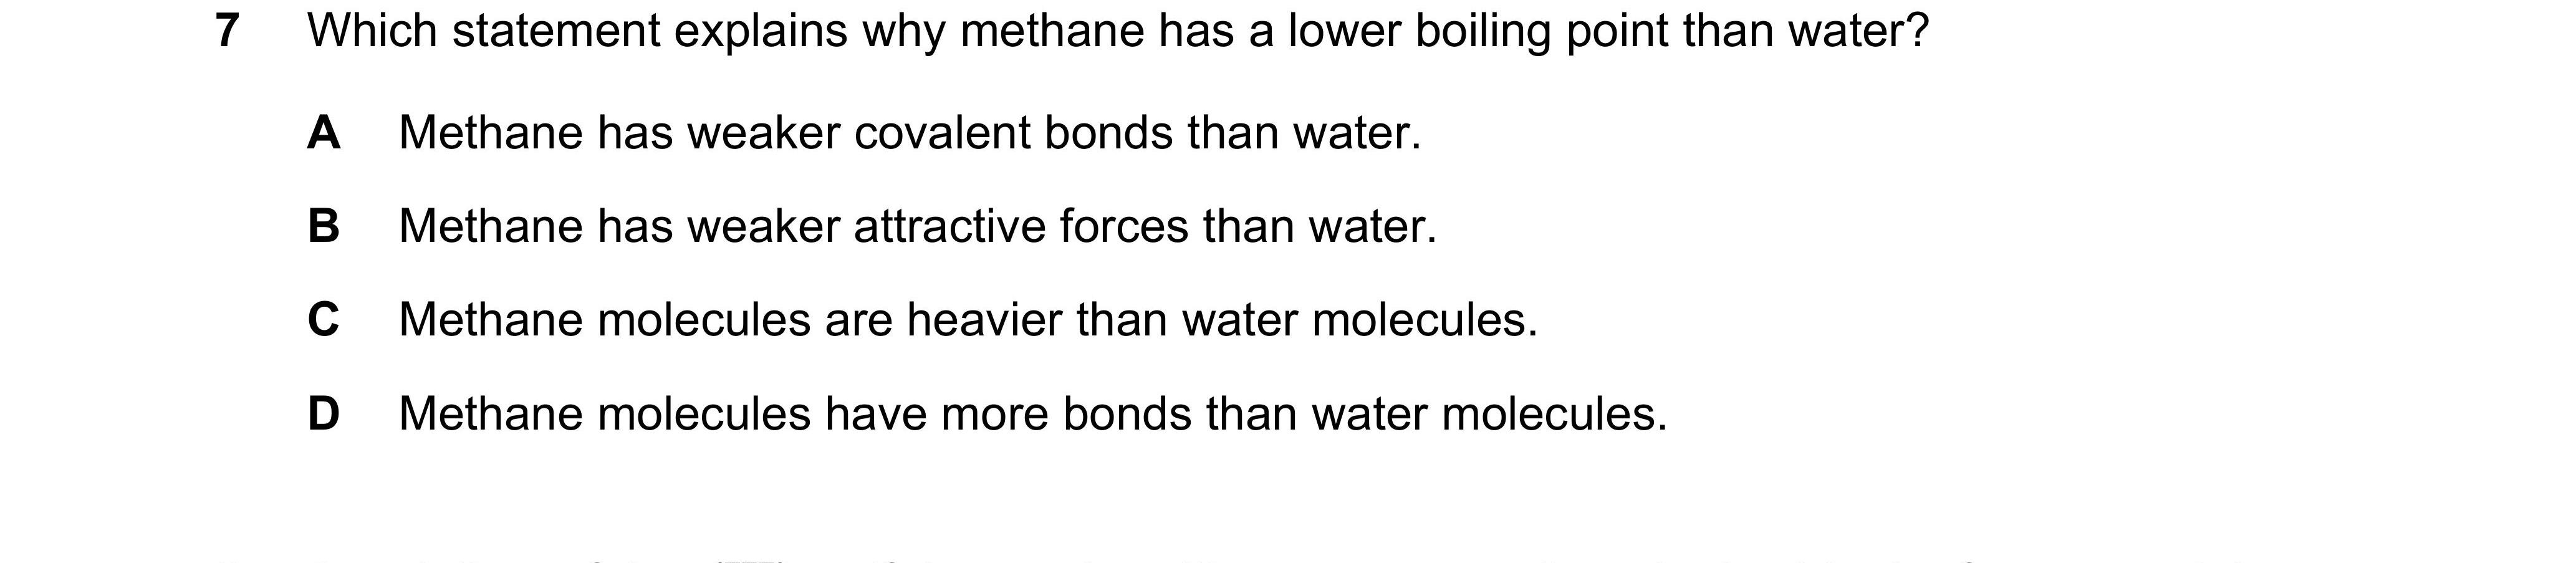 7 Which statement explains why methane has a lower boiling point than water?
A Methane has weaker covalent bonds than water.
B Methane has weaker attractive forces than water.
C Methane molecules are heavier than water molecules.
D Methane molecules have more bonds than water molecules.